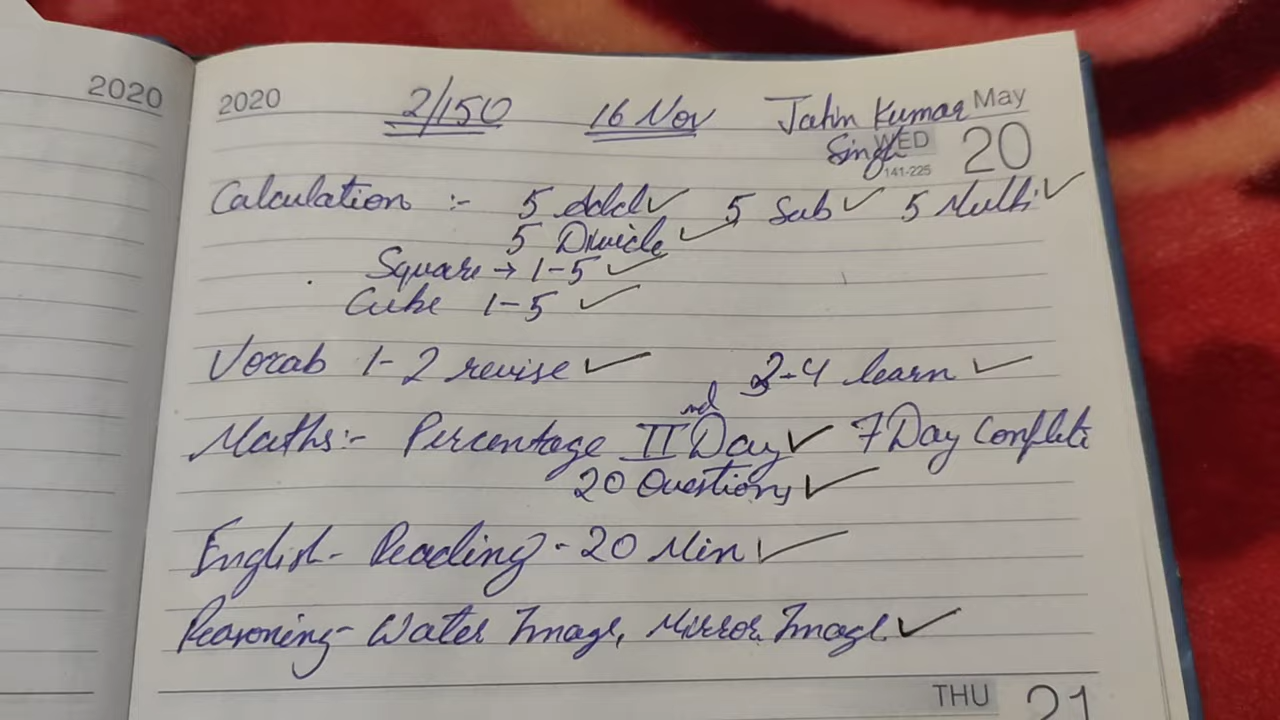 2020
2020 2/150 16 Nov Jatin Kumar May
Singh WED 20
141-225
Calculation :- 5 Add ✓ 5 Sub ✓ 5 Multi ✓
5 Divide ✓
Square → 1-5 ✓
Cube 1-5 ✓
Vocab 1-2 revise ✓ 3-4 learn ✓
Maths:- Percentage II nd Day ✓ 7 Day Complete
20 Questions ✓
English- Reading - 20 Min ✓
Reasoning- Water Image, Mirror Image ✓
THU 21